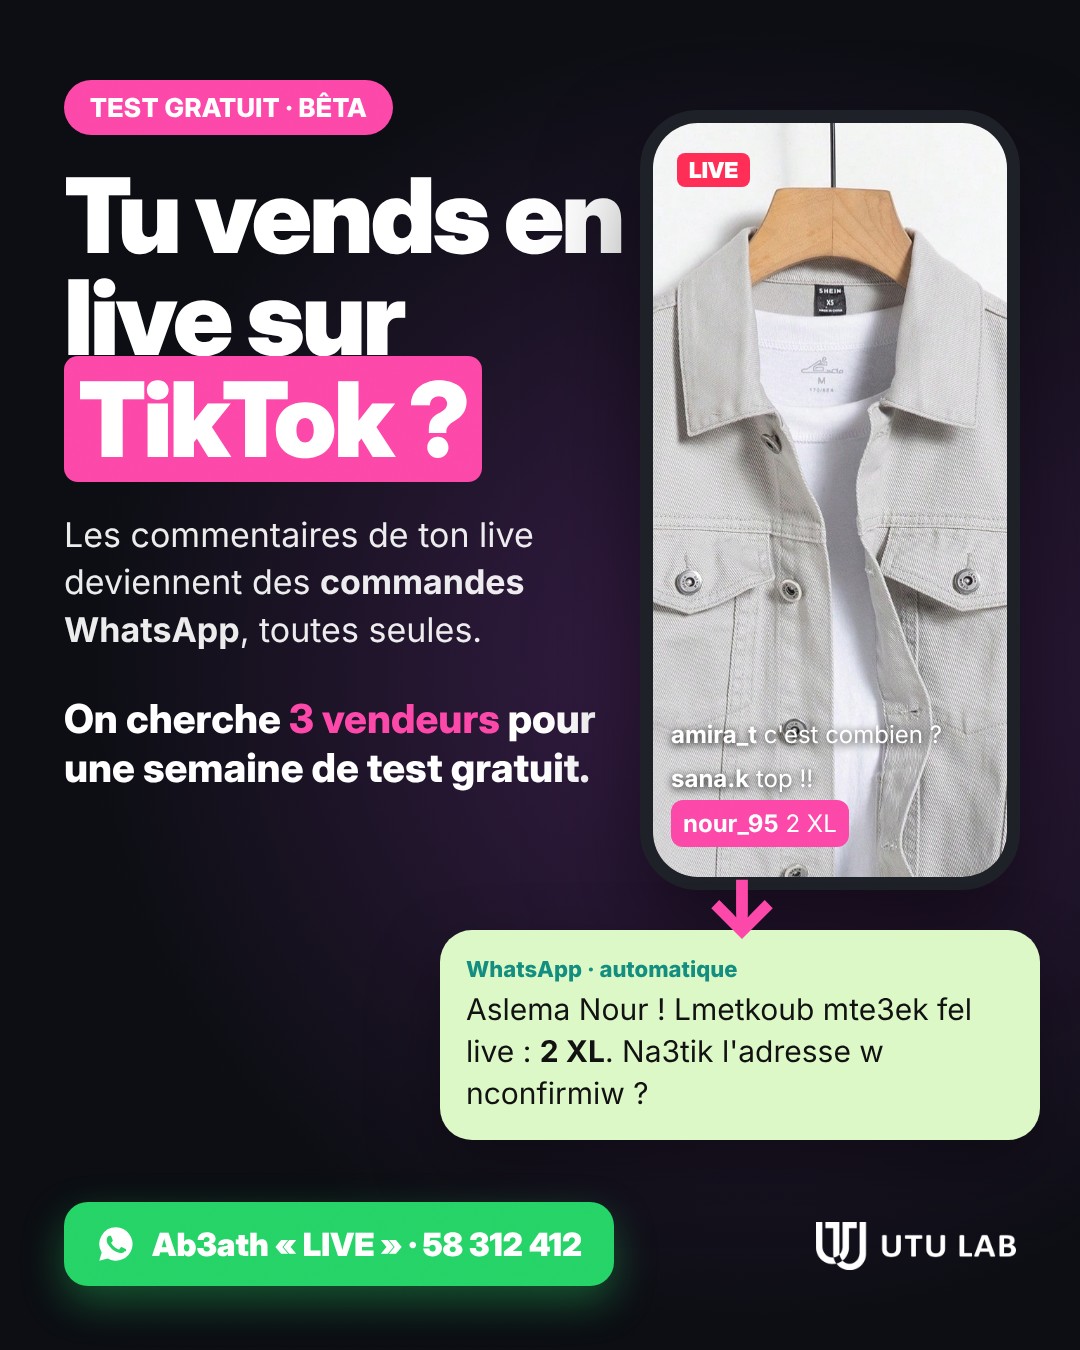 TEST GRATUIT · BÊTA
Tu vends en
live sur
TikTok ?
Les commentaires de ton live
deviennent des commandes
WhatsApp, toutes seules.
On cherche 3 vendeurs pour
une semaine de test gratuit.
LIVE
SHEIN
XS
M
amira_t c'est combien ?
sana.k top !!
nour_95 2 XL
WhatsApp · automatique
Aslema Nour ! Lmetkoub mte3ek fel
live : 2 XL. Na3tik l'adresse w
nconfirmiw ?
Ab3ath « LIVE » · 58 312 412
UTU LAB